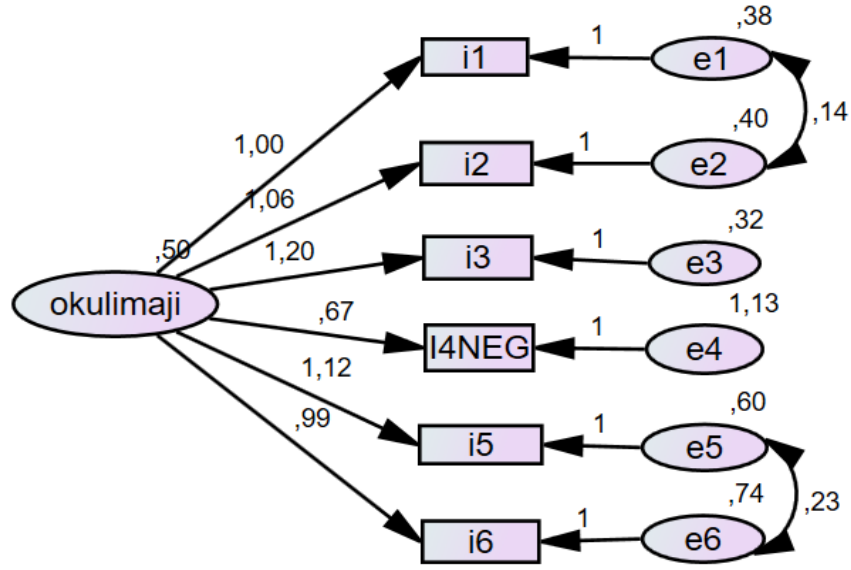 ,38
i1
1
e1
,14
1,00
,40
i2
1
e2
1,06
,50
,32
i3
1
e3
1,20
okulimaji
1,13
I4NEG
1
e4
,67
1,12
,60
i5
1
e5
,99
,74
,23
i6
1
e6